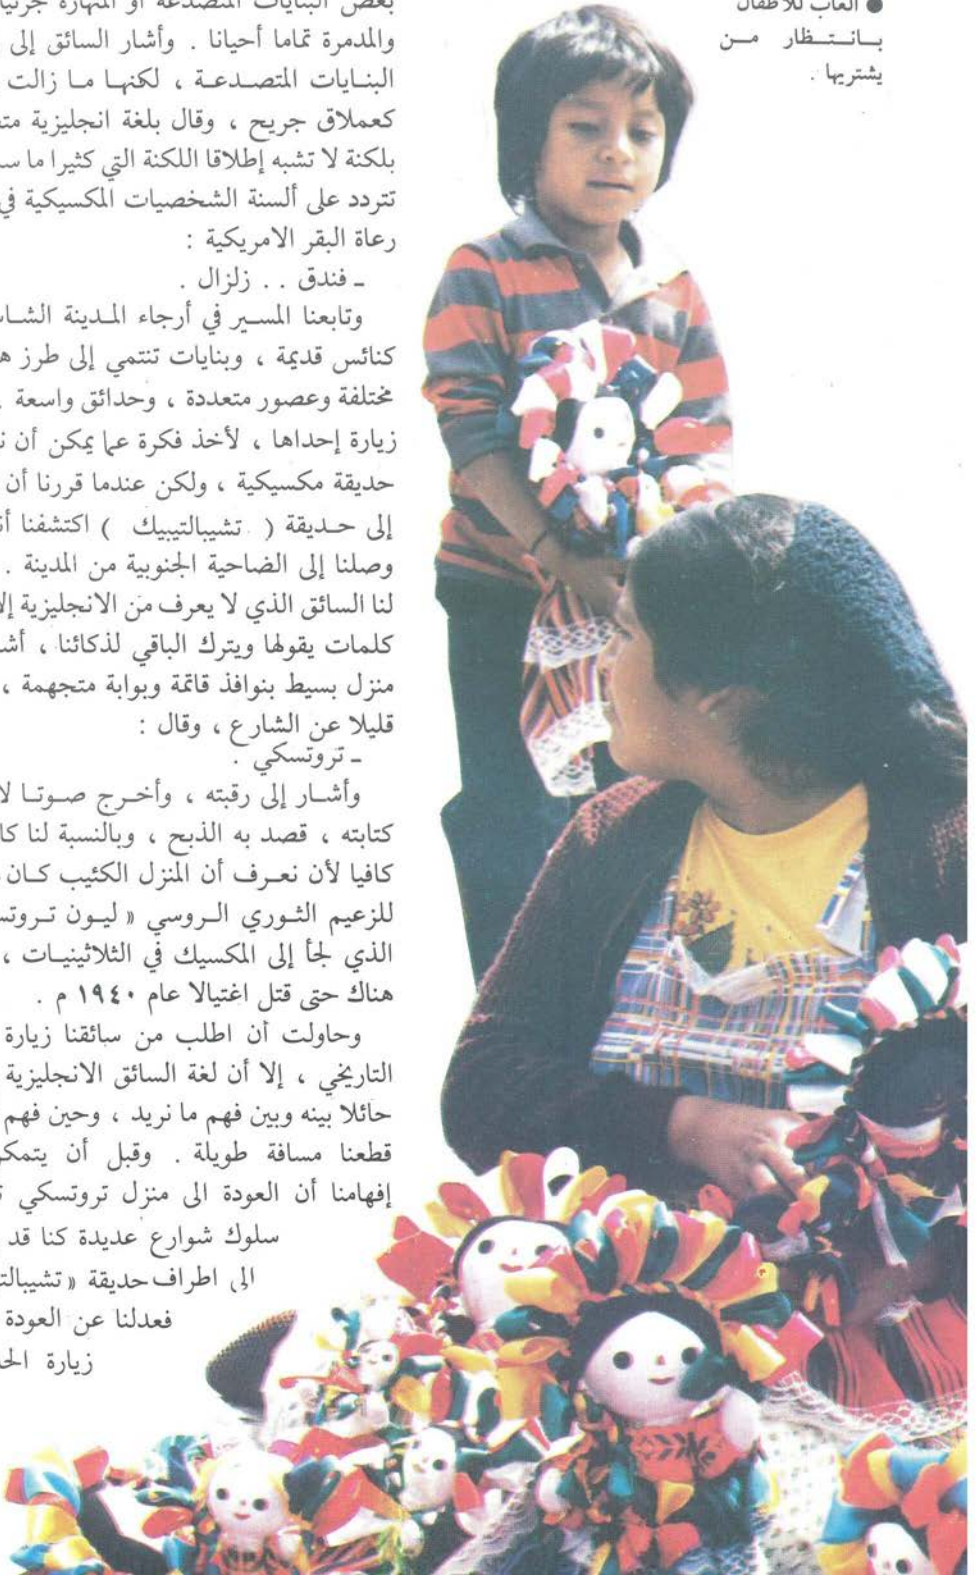 ● ألعاب للأطفال
بانتظار من
يشتريها .
بعض البنايات المتصدعة او المنهارة جزئيا
والمدمرة تماما أحيانا . وأشار السائق إلى
البنايات المتصدعة ، لكنها ما زالت
كعملاق جريح ، وقال بلغة انجليزية
بلكنة لا تشبه إطلاقا اللكنة التي كثيرا ما
تتردد على ألسنة الشخصيات المكسيكية في
رعاة البقر الامريكية :
ـ فندق . . زلزال .
وتابعنا المسير في أرجاء المدينة
كنائس قديمة ، وبنايات تنتمي إلى طرز
مختلفة وعصور متعددة ، وحدائق واسعة .
زيارة إحداها ، لأخذ فكرة عما يمكن أن
حديقة مكسيكية ، ولكن عندما قررنا أن
إلى حديقة ( تشيبالتيبيك ) اكتشفنا
وصلنا إلى الضاحية الجنوبية من المدينة .
لنا السائق الذي لا يعرف من الانجليزية
كلمات يقولها ويترك الباقي لذكائنا ،
منزل بسيط بنوافذ قاتمة وبوابة متجهمة ،
قليلا عن الشارع ، وقال :
ـ تروتسكي .
وأشار إلى رقبته ، وأخرج صوتا لا
كتابته ، قصد به الذبح ، وبالنسبة لنا
كافيا لأن نعرف أن المنزل الكئيب كان
للزعيم الثوري الروسي « ليون
الذي لجأ إلى المكسيك في الثلاثينيات ،
هناك حتى قتل اغتيالا عام ١٩٤٠ م .
وحاولت أن اطلب من سائقنا زيارة
التاريخي ، إلا أن لغة السائق الانجليزية
حائلا بينه وبين فهم ما نريد ، وحين فهم
قطعنا مسافة طويلة . وقبل أن
إفهامنا أن العودة الى منزل تروتسكي
سلوك شوارع عديدة كنا قد
الى اطراف حديقة «
فعدلنا عن العودة
زيارة